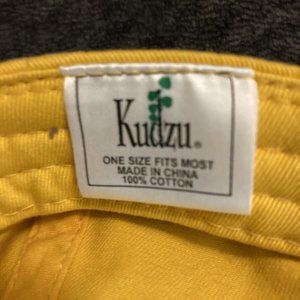 Kudzu®
ONE SIZE FITS MOST
MADE IN CHINA
100% COTTON